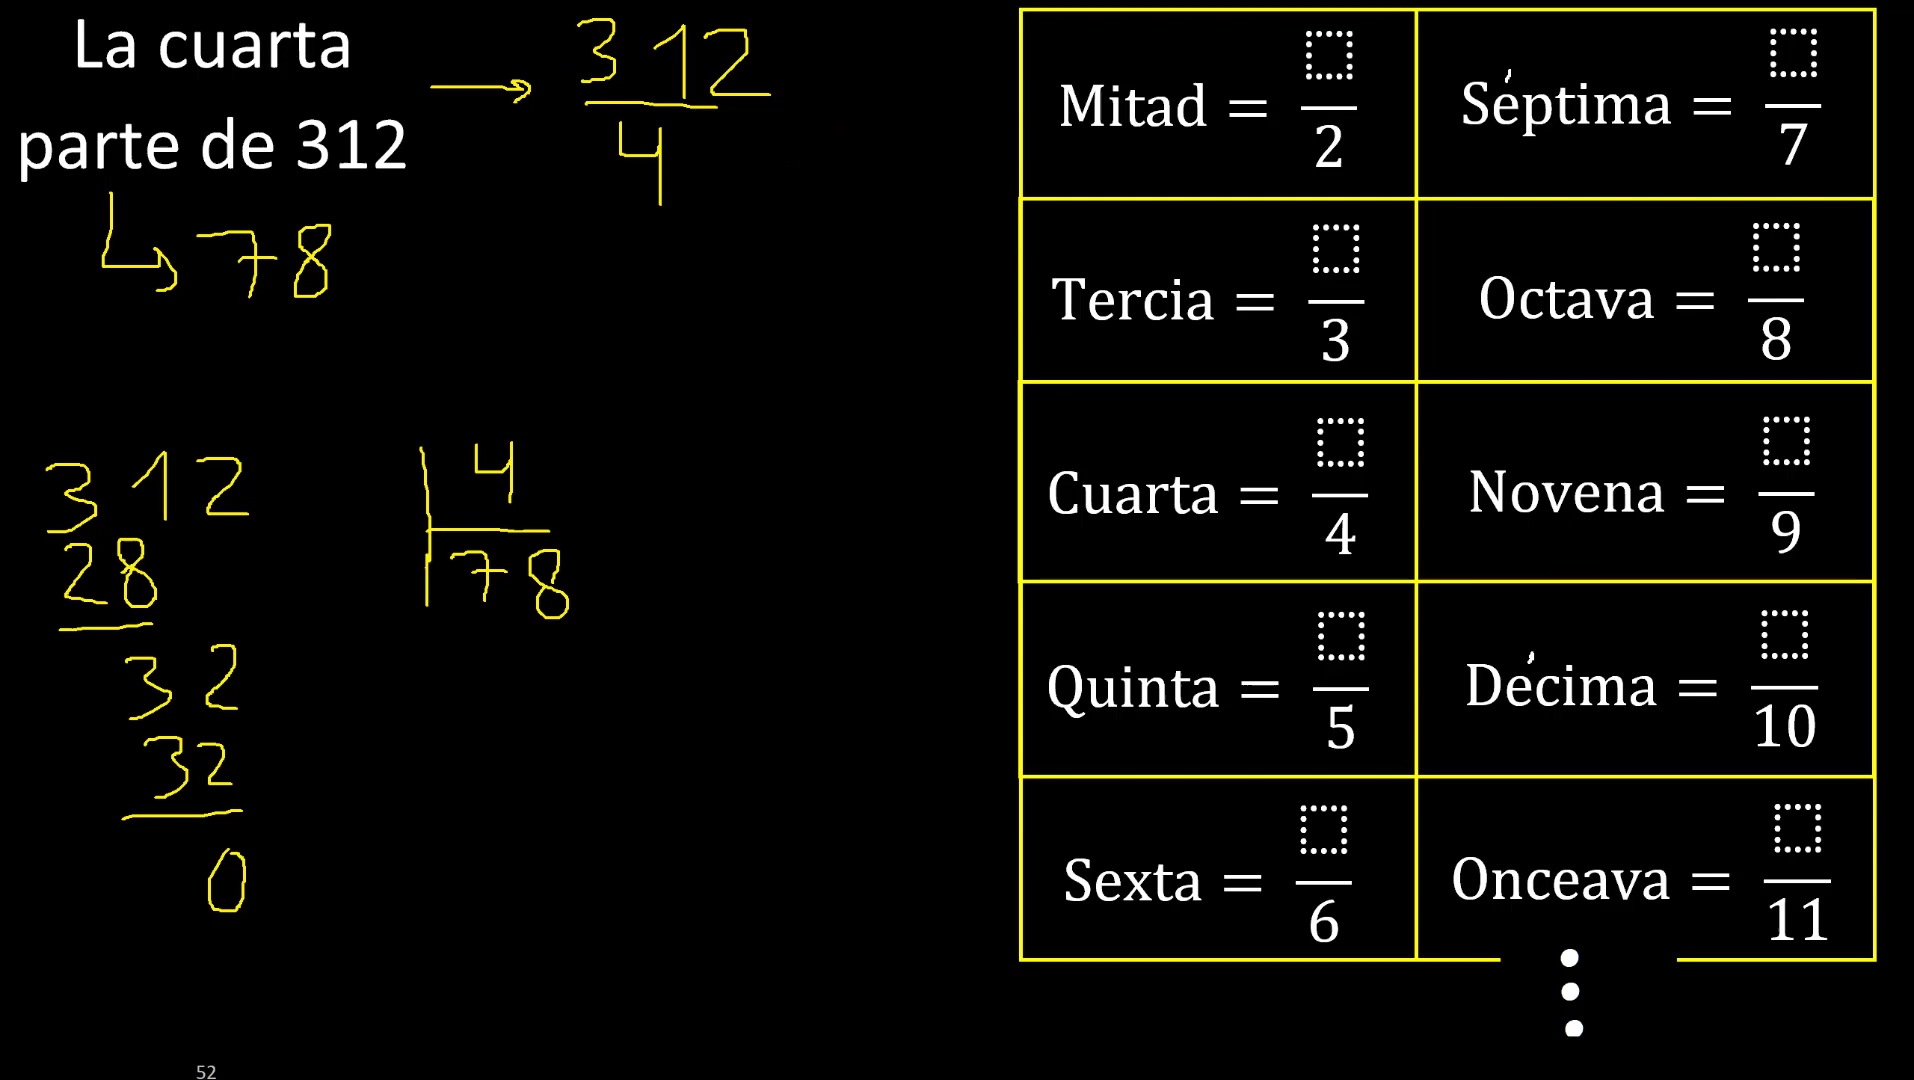 La cuarta
parte de 312
→ 312
4
↳ 78
312 4
28 78
32
32
0
Mitad = □/2 Séptima = □/7
Tercia = □/3 Octava = □/8
Cuarta = □/4 Novena = □/9
Quinta = □/5 Décima = □/10
Sexta = □/6 Onceava = □/11
52